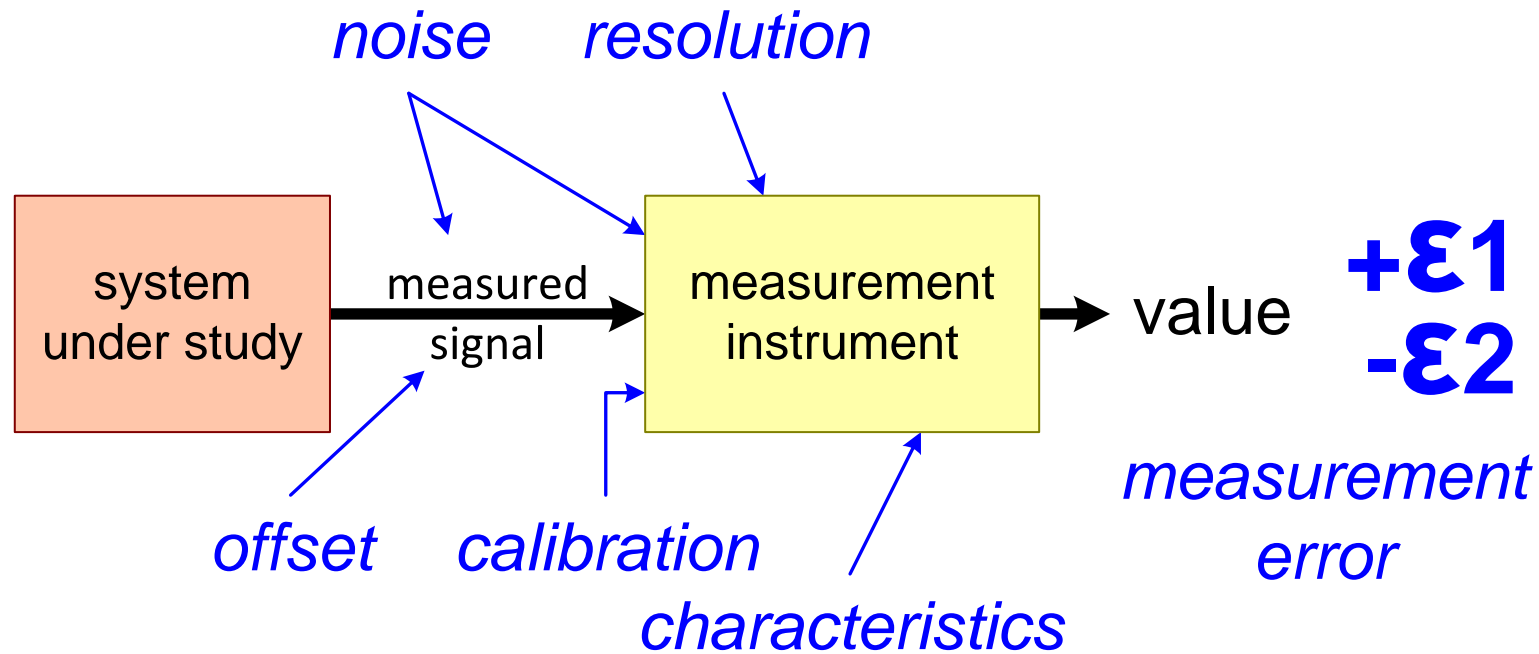 noise
resolution
system
under study
measured
signal
measurement
instrument
value
+ε1
-ε2
measurement
error
offset
calibration
characteristics